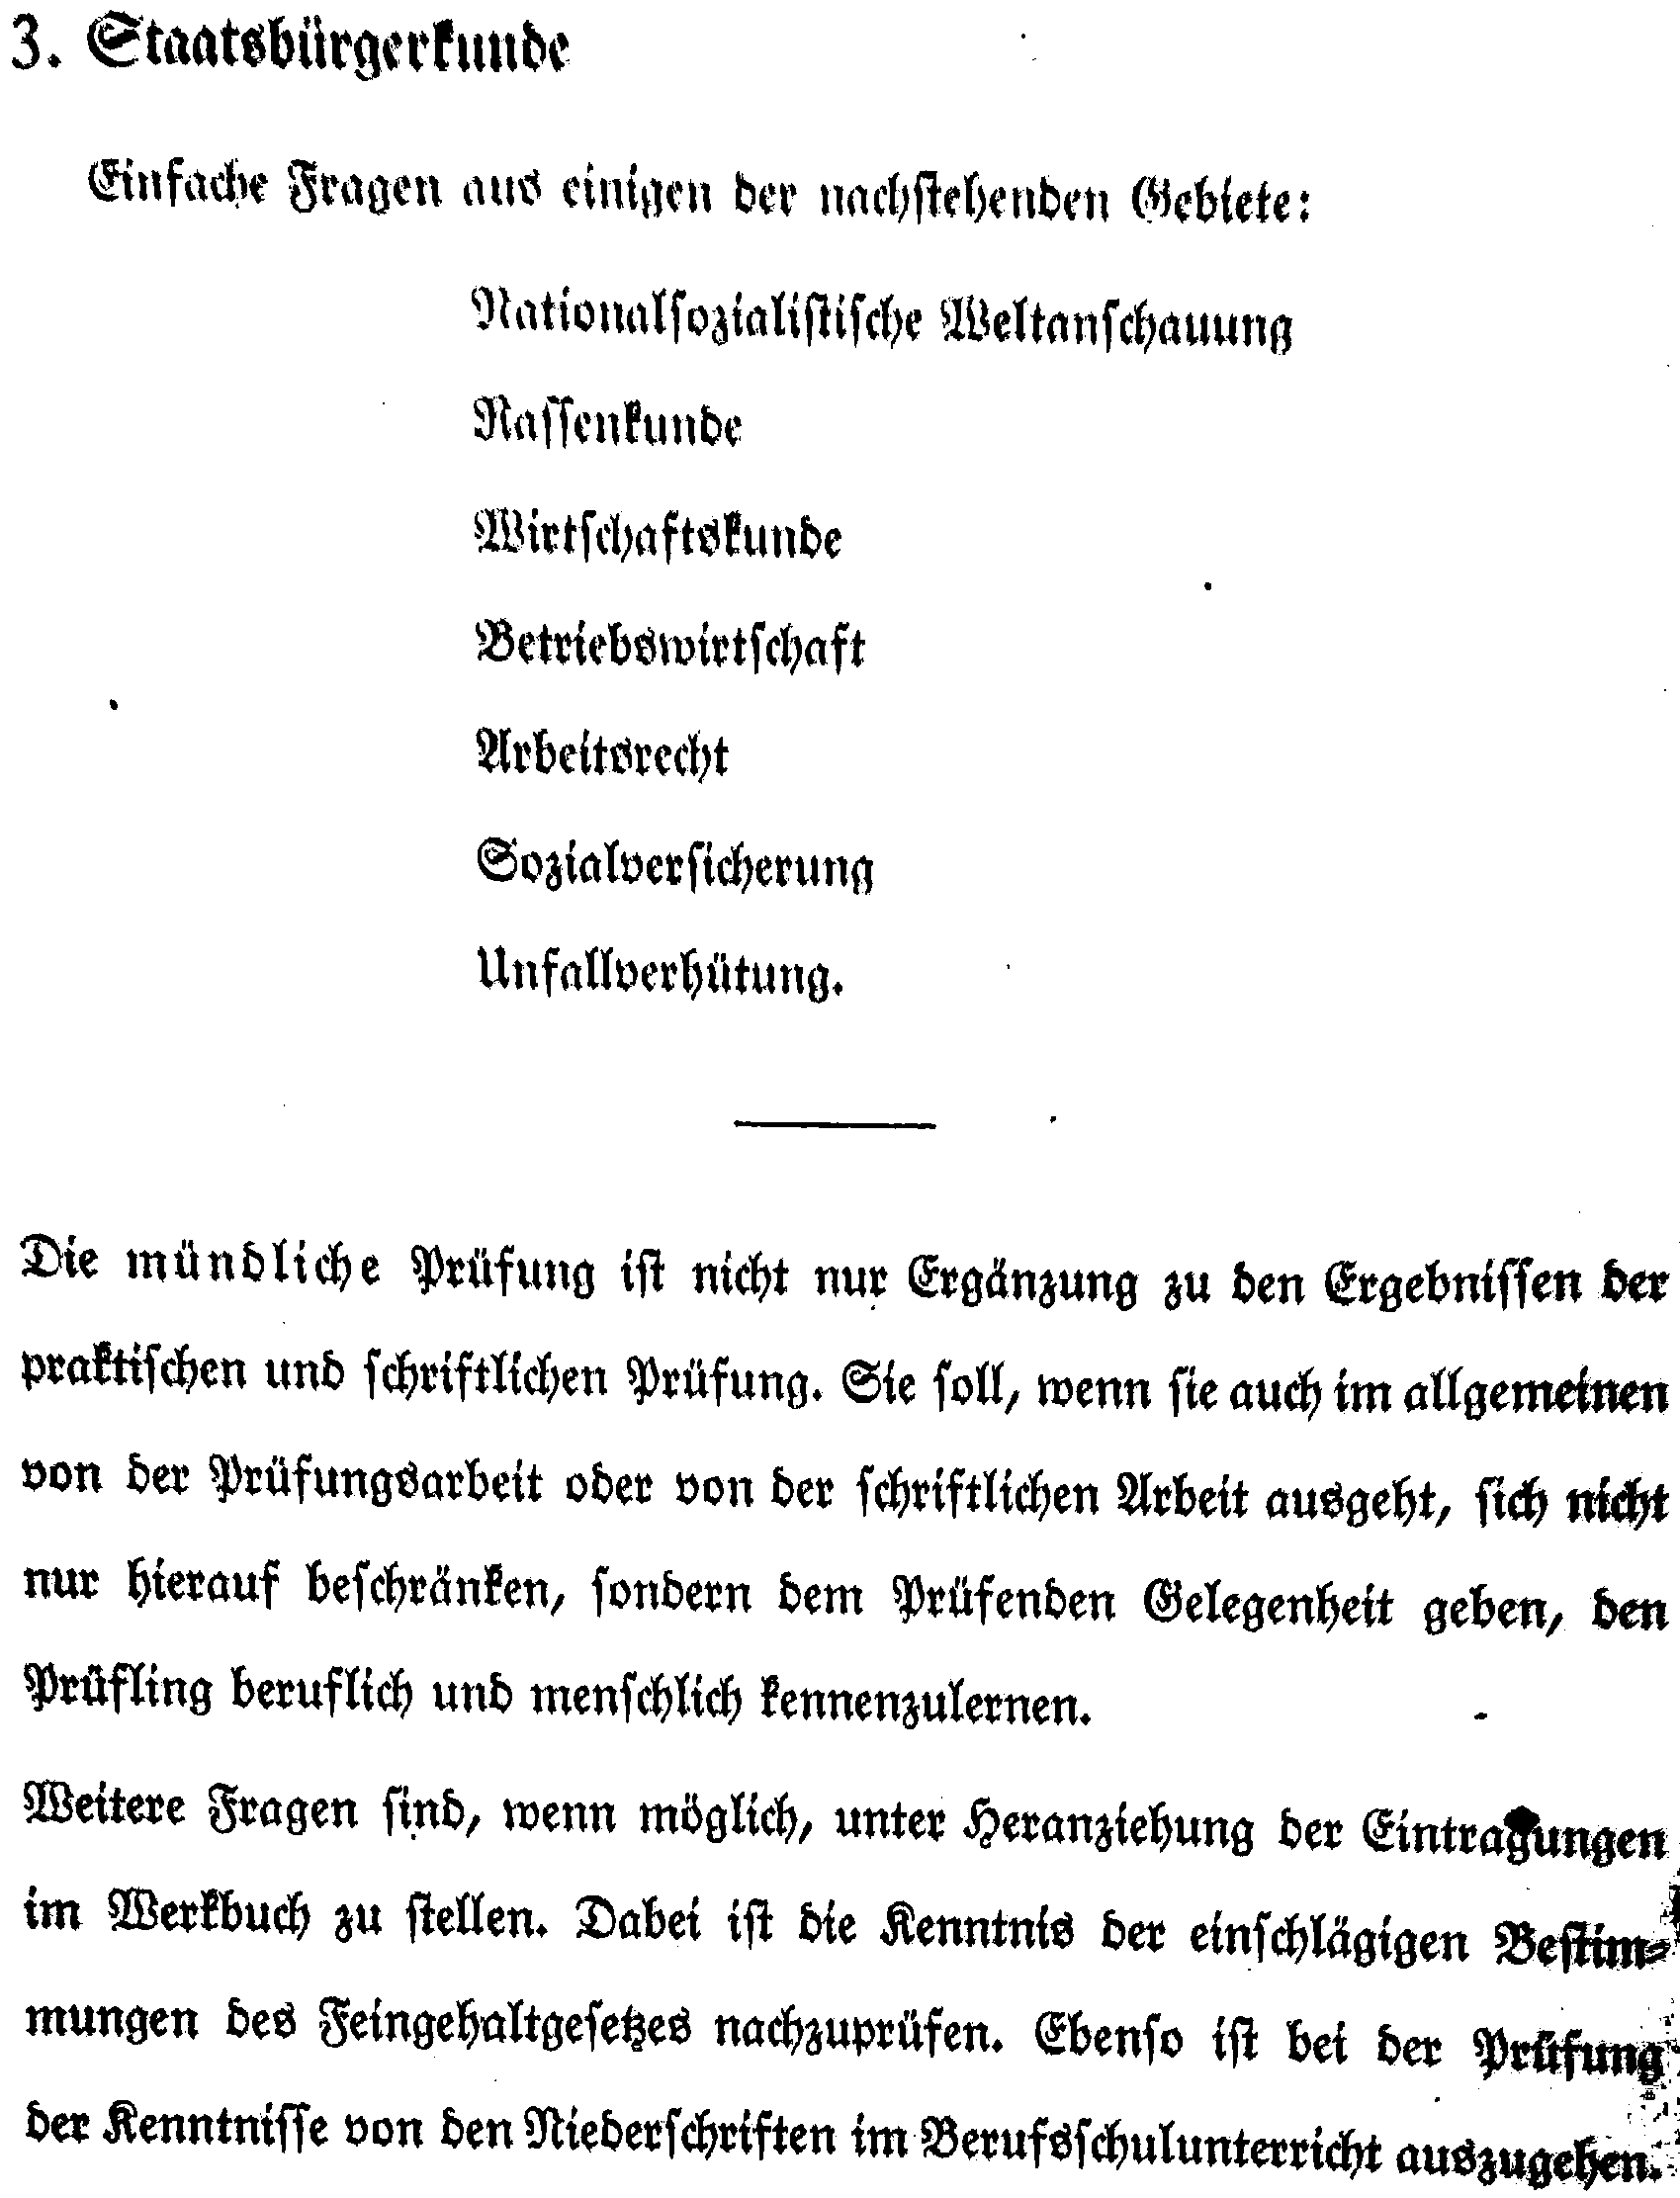 3. Staatsbürgerkunde
Einfache Fragen aus einigen der nachstehenden Gebiete:
Nationalsozialistische Weltanschauung
Rassenkunde
Wirtschaftskunde
Betriebswirtschaft
Arbeitsrecht
Sozialversicherung
Unfallverhütung.
Die mündliche Prüfung ist nicht nur Ergänzung zu den Ergebnissen der
praktischen und schriftlichen Prüfung. Sie soll, wenn sie auch im allgemeinen
von der Prüfungsarbeit oder von der schriftlichen Arbeit ausgeht, sich nicht
nur hierauf beschränken, sondern dem Prüfenden Gelegenheit geben, den
Prüfling beruflich und menschlich kennenzulernen.
Weitere Fragen sind, wenn möglich, unter Heranziehung der Eintragungen
im Werkbuch zu stellen. Dabei ist die Kenntnis der einschlägigen Bestim-
mungen des Feingehaltgesetzes nachzuprüfen. Ebenso ist bei der Prüfung
der Kenntnisse von den Niederschriften im Berufsschulunterricht auszugehen.